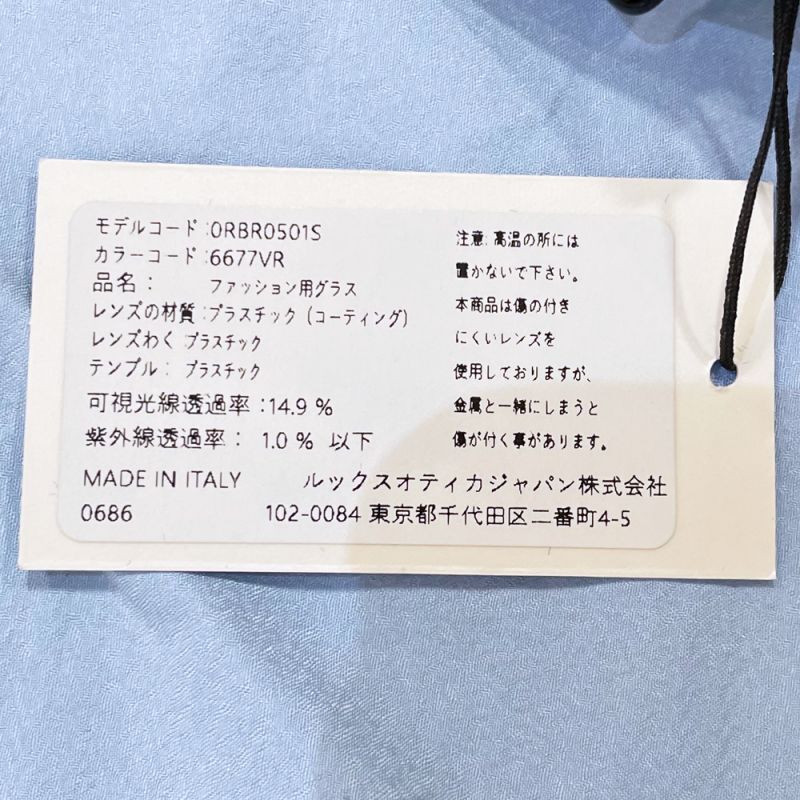 モデルコード:0RBR0501S
カラーコード:6677VR
品名: ファッション用グラス
レンズの材質:プラスチック (コーティング)
レンズわく プラスチック
テンプル: プラスチック
可視光線透過率:14.9 %
紫外線透過率: 1.0 % 以下
注意:高温の所には
置かないで下さい。
本商品は傷の付き
にくいレンズを
使用しておりますが、
金属と一緒にしまうと
傷が付く事があります。
MADE IN ITALY ルックスオティカジャパン株式会社
0686 102-0084 東京都千代田区二番町4-5